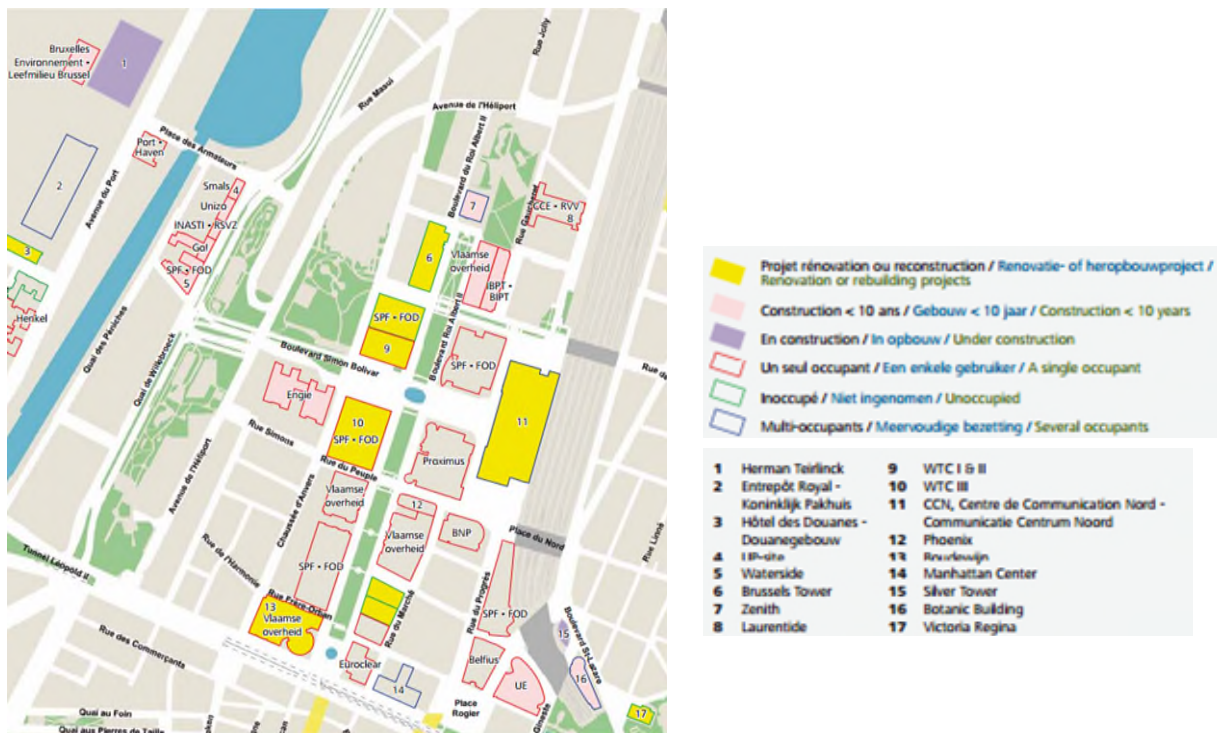 Bruxelles
Environnement •
Leefmilieu Brussel
1
Rue Masui
Rue Jolly
Avenue de l'Héliport
Port •
Haven
Place des Armateurs
2
Avenue du Port
Smals
4
Unizo
INASTI • RSVZ
Go!
SPF • FOD
5
3
Henkel
Quai des Péniches
Quai de Willebroeck
Boulevard du Roi Albert II
7
Rue Gaucheret
CCE • RVV
8
6
Vlaamse
overheid
IBPT •
BIPT
SPF • FOD
9
Boulevard Roi Albert II
SPF • FOD
Boulevard Simon Bolivar
Engie
10
SPF • FOD
11
Rue Simons
Rue du Peuple
Proximus
Avenue de l'Héliport
Chaussée d'Anvers
Vlaamse
overheid
12
Vlaamse
overheid
BNP
Place du Nord
Rue Linné
Rue de l'Harmonie
SPF • FOD
Tunnel Léopold II
Rue Frère-Orban
13
Vlaamse
overheid
Rue du Marché
Rue du Progrès
SPF • FOD
Boulevard St-Lazare
15
Rue des Commerçants
Euroclear
14
Belfius
UE
16
Place
Rogier
Gineste
17
Quai au Foin
Quai aux Pierres de Taille
Projet rénovation ou reconstruction / Renovatie- of heropbouwproject /
Renovation or rebuilding projects
Construction < 10 ans / Gebouw < 10 jaar / Construction < 10 years
En construction / In opbouw / Under construction
Un seul occupant / Een enkele gebruiker / A single occupant
Inoccupé / Niet ingenomen / Unoccupied
Multi-occupants / Meervoudige bezetting / Several occupants
1 Herman Teirlinck
2 Entrepôt Royal -
Koninklijk Pakhuis
3 Hôtel des Douanes -
Douanegebouw
4 UP-site
5 Waterside
6 Brussels Tower
7 Zenith
8 Laurentide
9 WTC I & II
10 WTC III
11 CCN, Centre de Communication Nord -
Communicatie Centrum Noord
12 Phoenix
13 Boudewijn
14 Manhattan Center
15 Silver Tower
16 Botanic Building
17 Victoria Regina